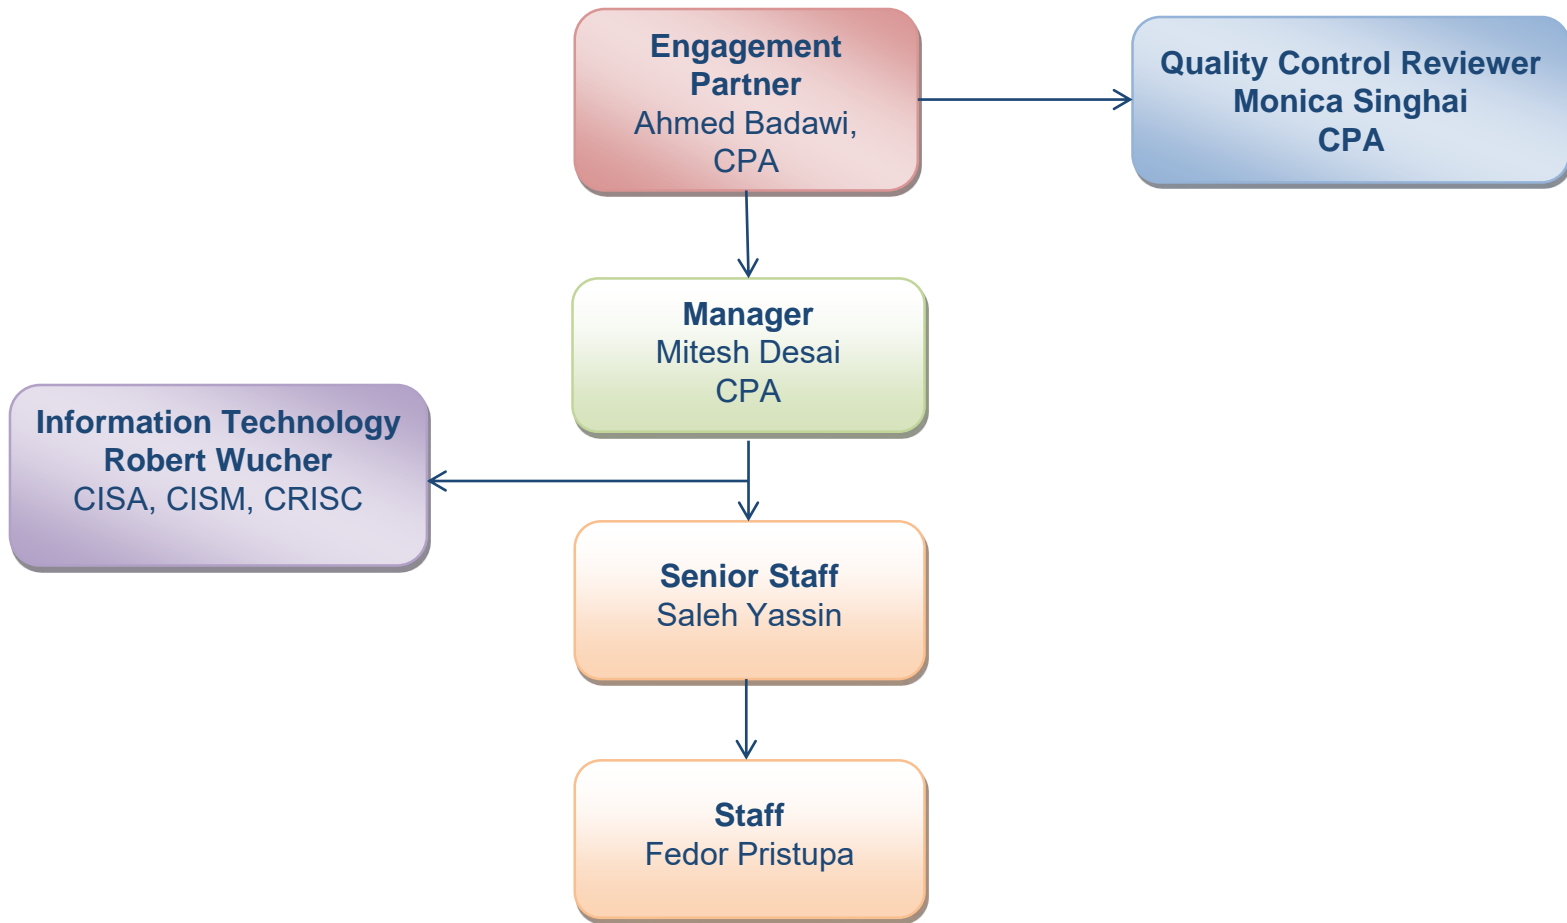 Engagement
Partner
Ahmed Badawi,
CPA
Quality Control Reviewer
Monica Singhai
CPA
Manager
Mitesh Desai
CPA
Information Technology
Robert Wucher
CISA, CISM, CRISC
Senior Staff
Saleh Yassin
Staff
Fedor Pristupa